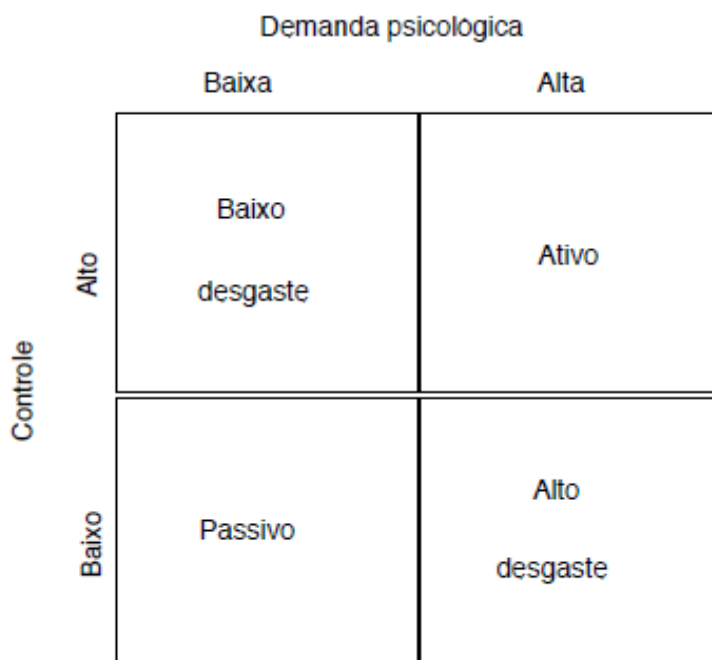 Demanda psicológica
Baixa
Alta
Controle
Alto
Baixo
desgaste
Ativo
Baixo
Passivo
Alto
desgaste